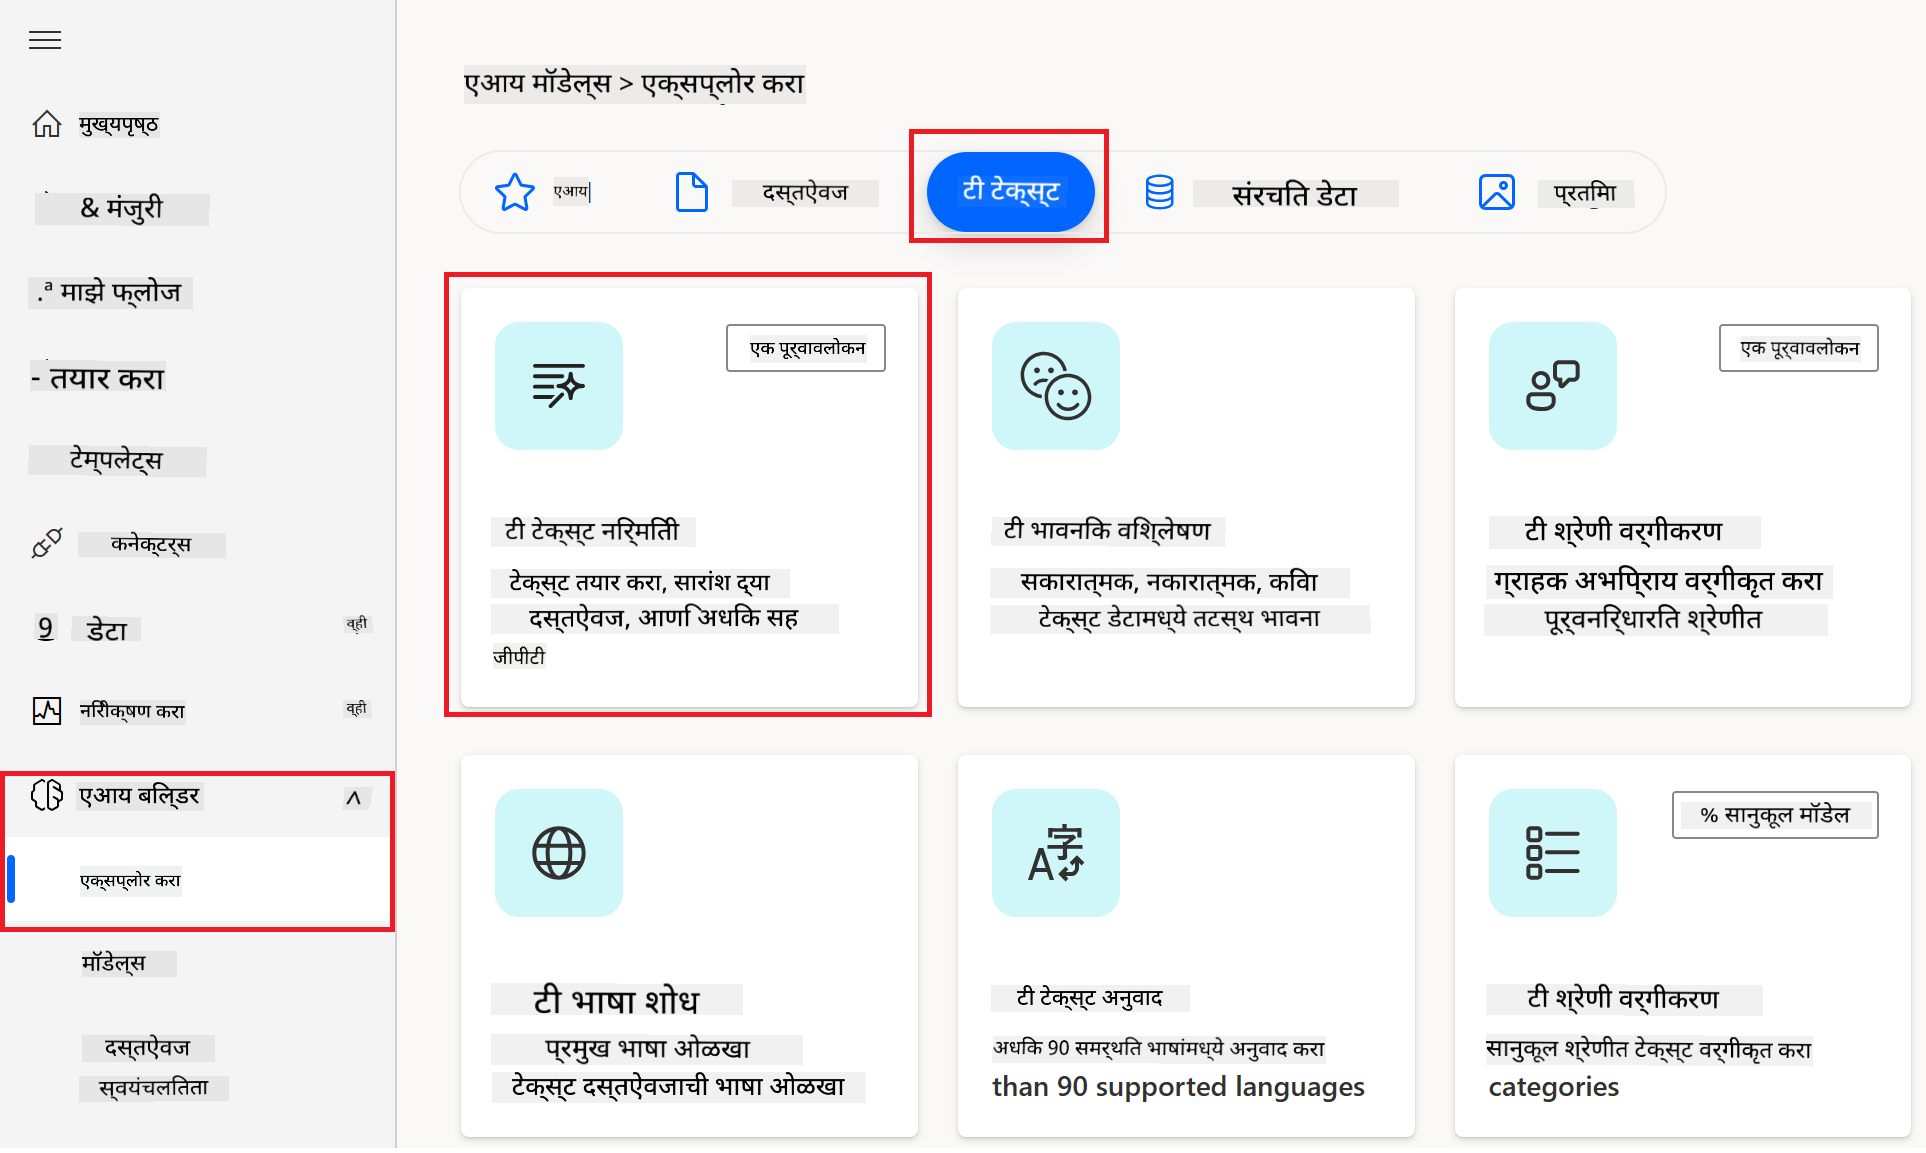 एआय मॉडेल्स > एक्सप्लोर करा
मुख्यपृष्ठ
& मंजुरी
.ª माझे फ्लोज
- तयार करा
टेम्पलेट्स
कनेक्टर्स
9 डेटा व्ही
निरीक्षण करा व्ही
एआय बिल्डर ^
एक्सप्लोर करा
मॉडेल्स
दस्तऐवज
स्वयंचलितता
एआय दस्तऐवज टी टेक्स्ट संरचित डेटा प्रतिमा
एक पूर्वावलोकन
टी टेक्स्ट निर्मिती
टेक्स्ट तयार करा, सारांश द्या
दस्तऐवज, आणि अधिक सह
जीपीटी
टी भावनिक विश्लेषण
सकारात्मक, नकारात्मक, किंवा
टेक्स्ट डेटामध्ये तटस्थ भावना
एक पूर्वावलोकन
टी श्रेणी वर्गीकरण
ग्राहक अभिप्राय वर्गीकृत करा
पूर्वनिर्धारित श्रेणीत
टी भाषा शोध
प्रमुख भाषा ओळखा
टेक्स्ट दस्तऐवजाची भाषा ओळखा
टी टेक्स्ट अनुवाद
अधिक 90 समर्थित भाषांमध्ये अनुवाद करा
than 90 supported languages
% सानुकूल मॉडेल
टी श्रेणी वर्गीकरण
सानुकूल श्रेणीत टेक्स्ट वर्गीकृत करा
categories